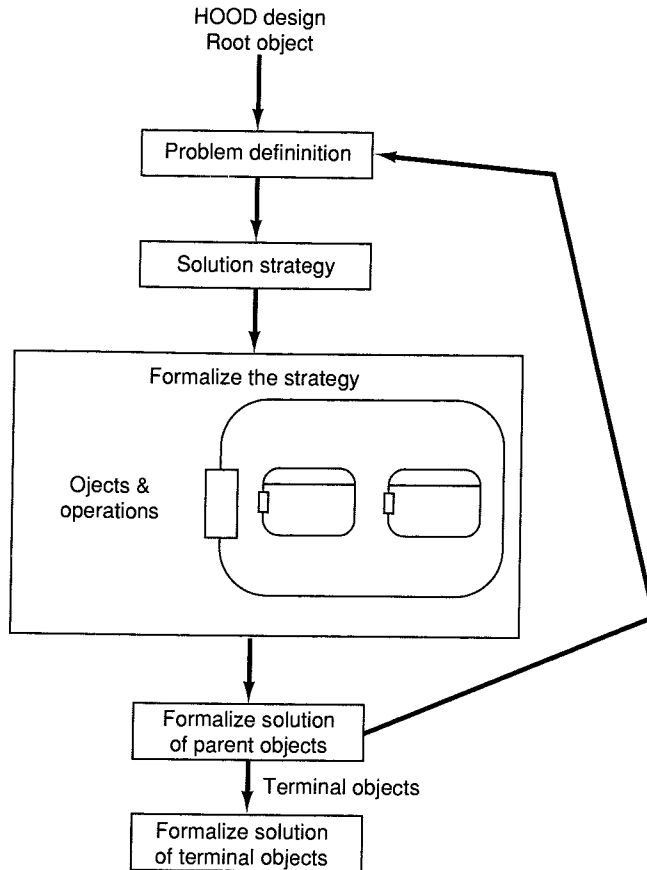 HOOD design
Root object
Problem defininition
Solution strategy
Formalize the strategy
Ojects &
operations
Formalize solution
of parent objects
Terminal objects
Formalize solution
of terminal objects